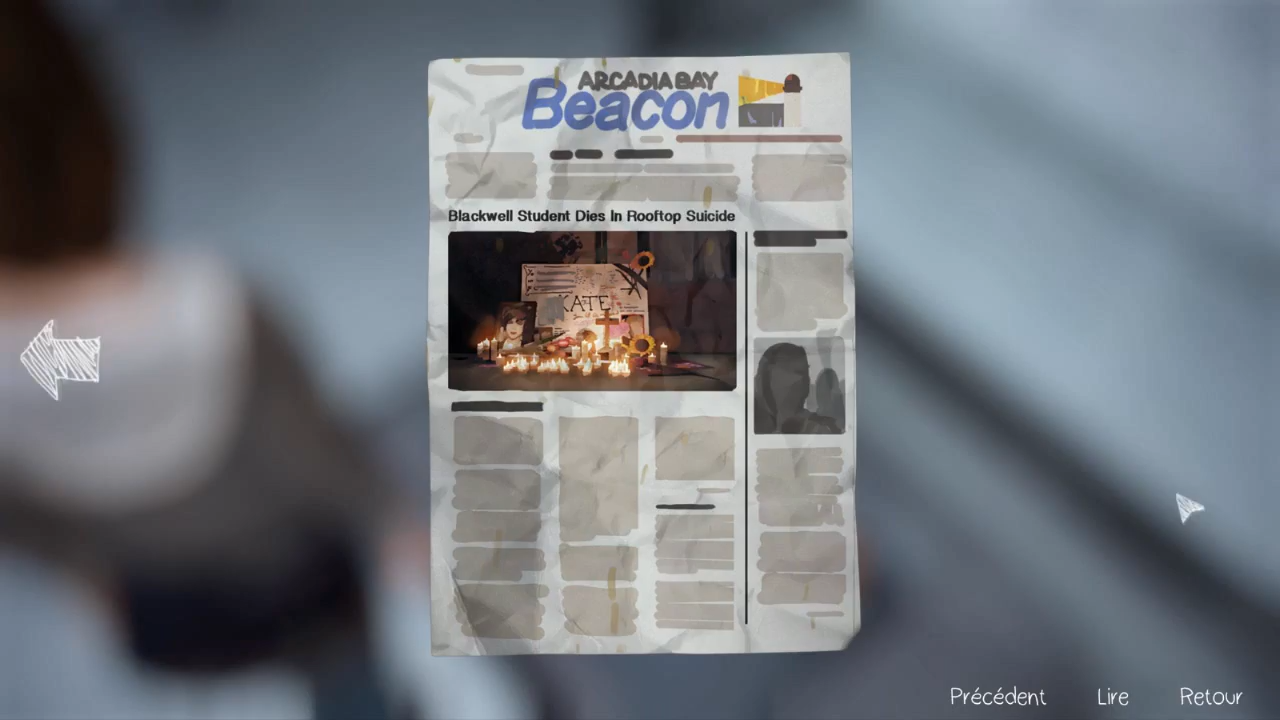 ARCADIA BAY
Beacon
Blackwell Student Dies In Rooftop Suicide
KATE
Précédent Lire Retour